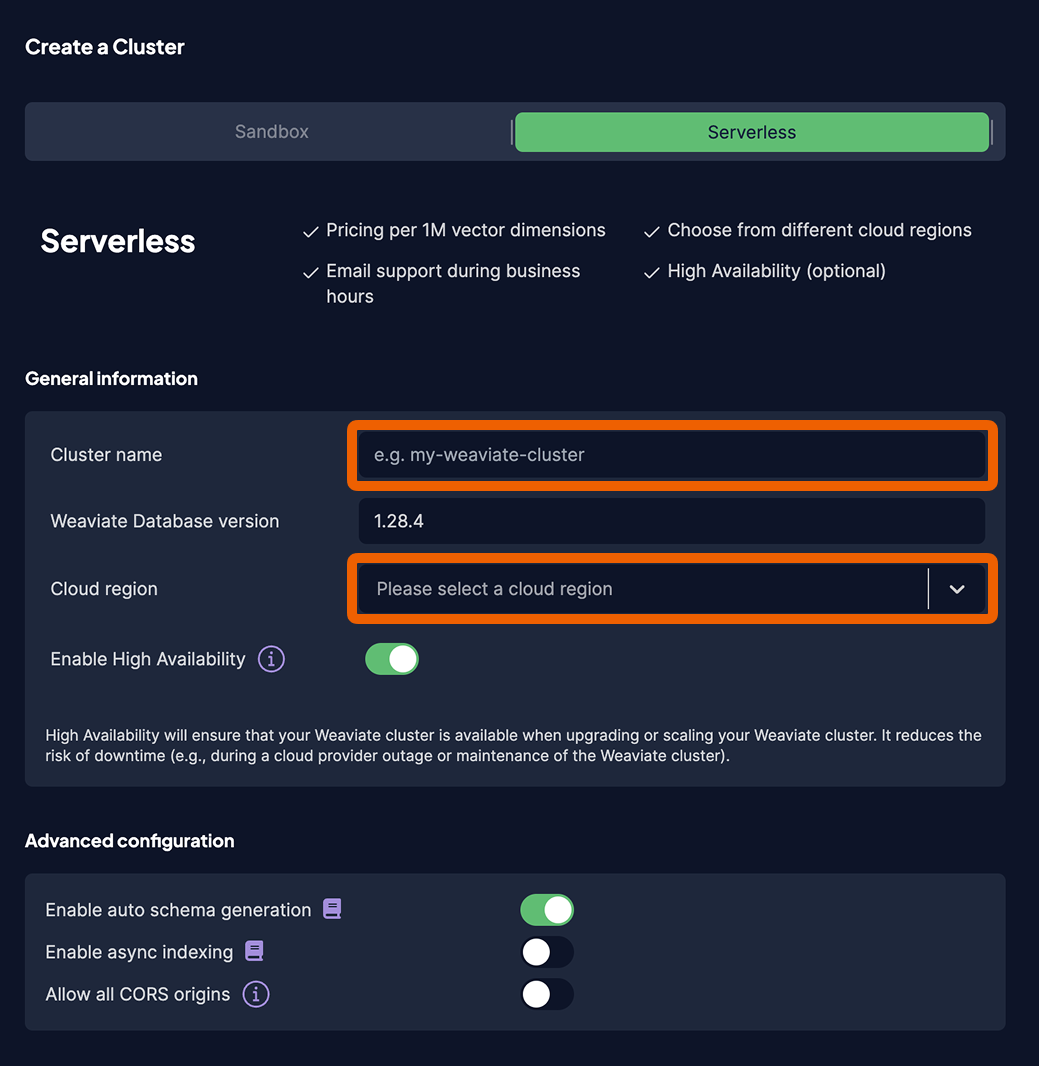 Create a Cluster
Sandbox
Serverless
Serverless
Pricing per 1M vector dimensions
Choose from different cloud regions
Email support during business
hours
High Availability (optional)
General information
Cluster name
e.g. my-weaviate-cluster
Weaviate Database version
1.28.4
Cloud region
Please select a cloud region
Enable High Availability
High Availability will ensure that your Weaviate cluster is available when upgrading or scaling your Weaviate cluster. It reduces the
risk of downtime (e.g., during a cloud provider outage or maintenance of the Weaviate cluster).
Advanced configuration
Enable auto schema generation
Enable async indexing
Allow all CORS origins